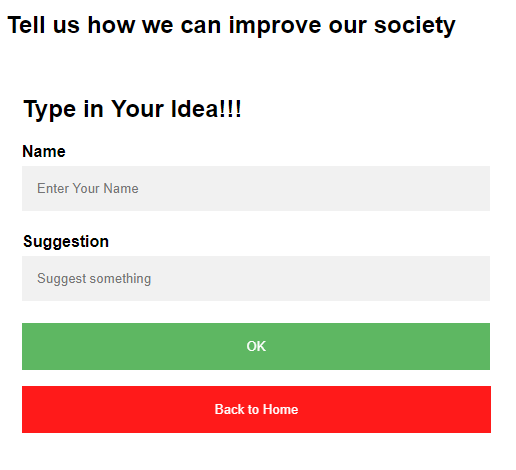 Tell us how we can improve our society
Type in Your Idea!!!
Name
Enter Your Name
Suggestion
Suggest something
OK
Back to Home